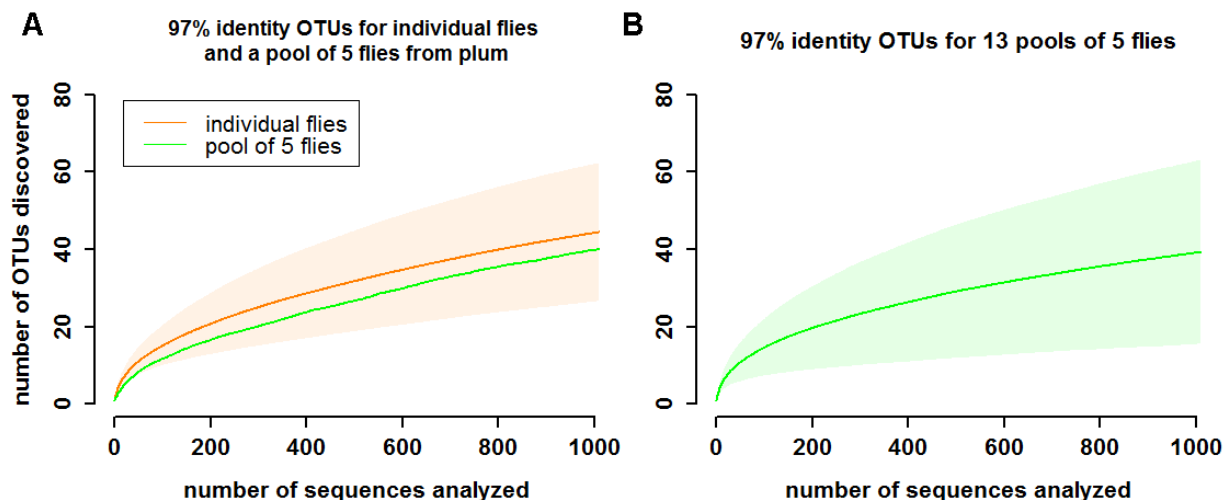 A
97% identity OTUs for individual flies
and a pool of 5 flies from plum
number of OTUs discovered
80
60
40
20
0
individual flies
pool of 5 flies
0 200 400 600 800 1000
number of sequences analyzed
B
97% identity OTUs for 13 pools of 5 flies
80
60
40
20
0
0 200 400 600 800 1000
number of sequences analyzed